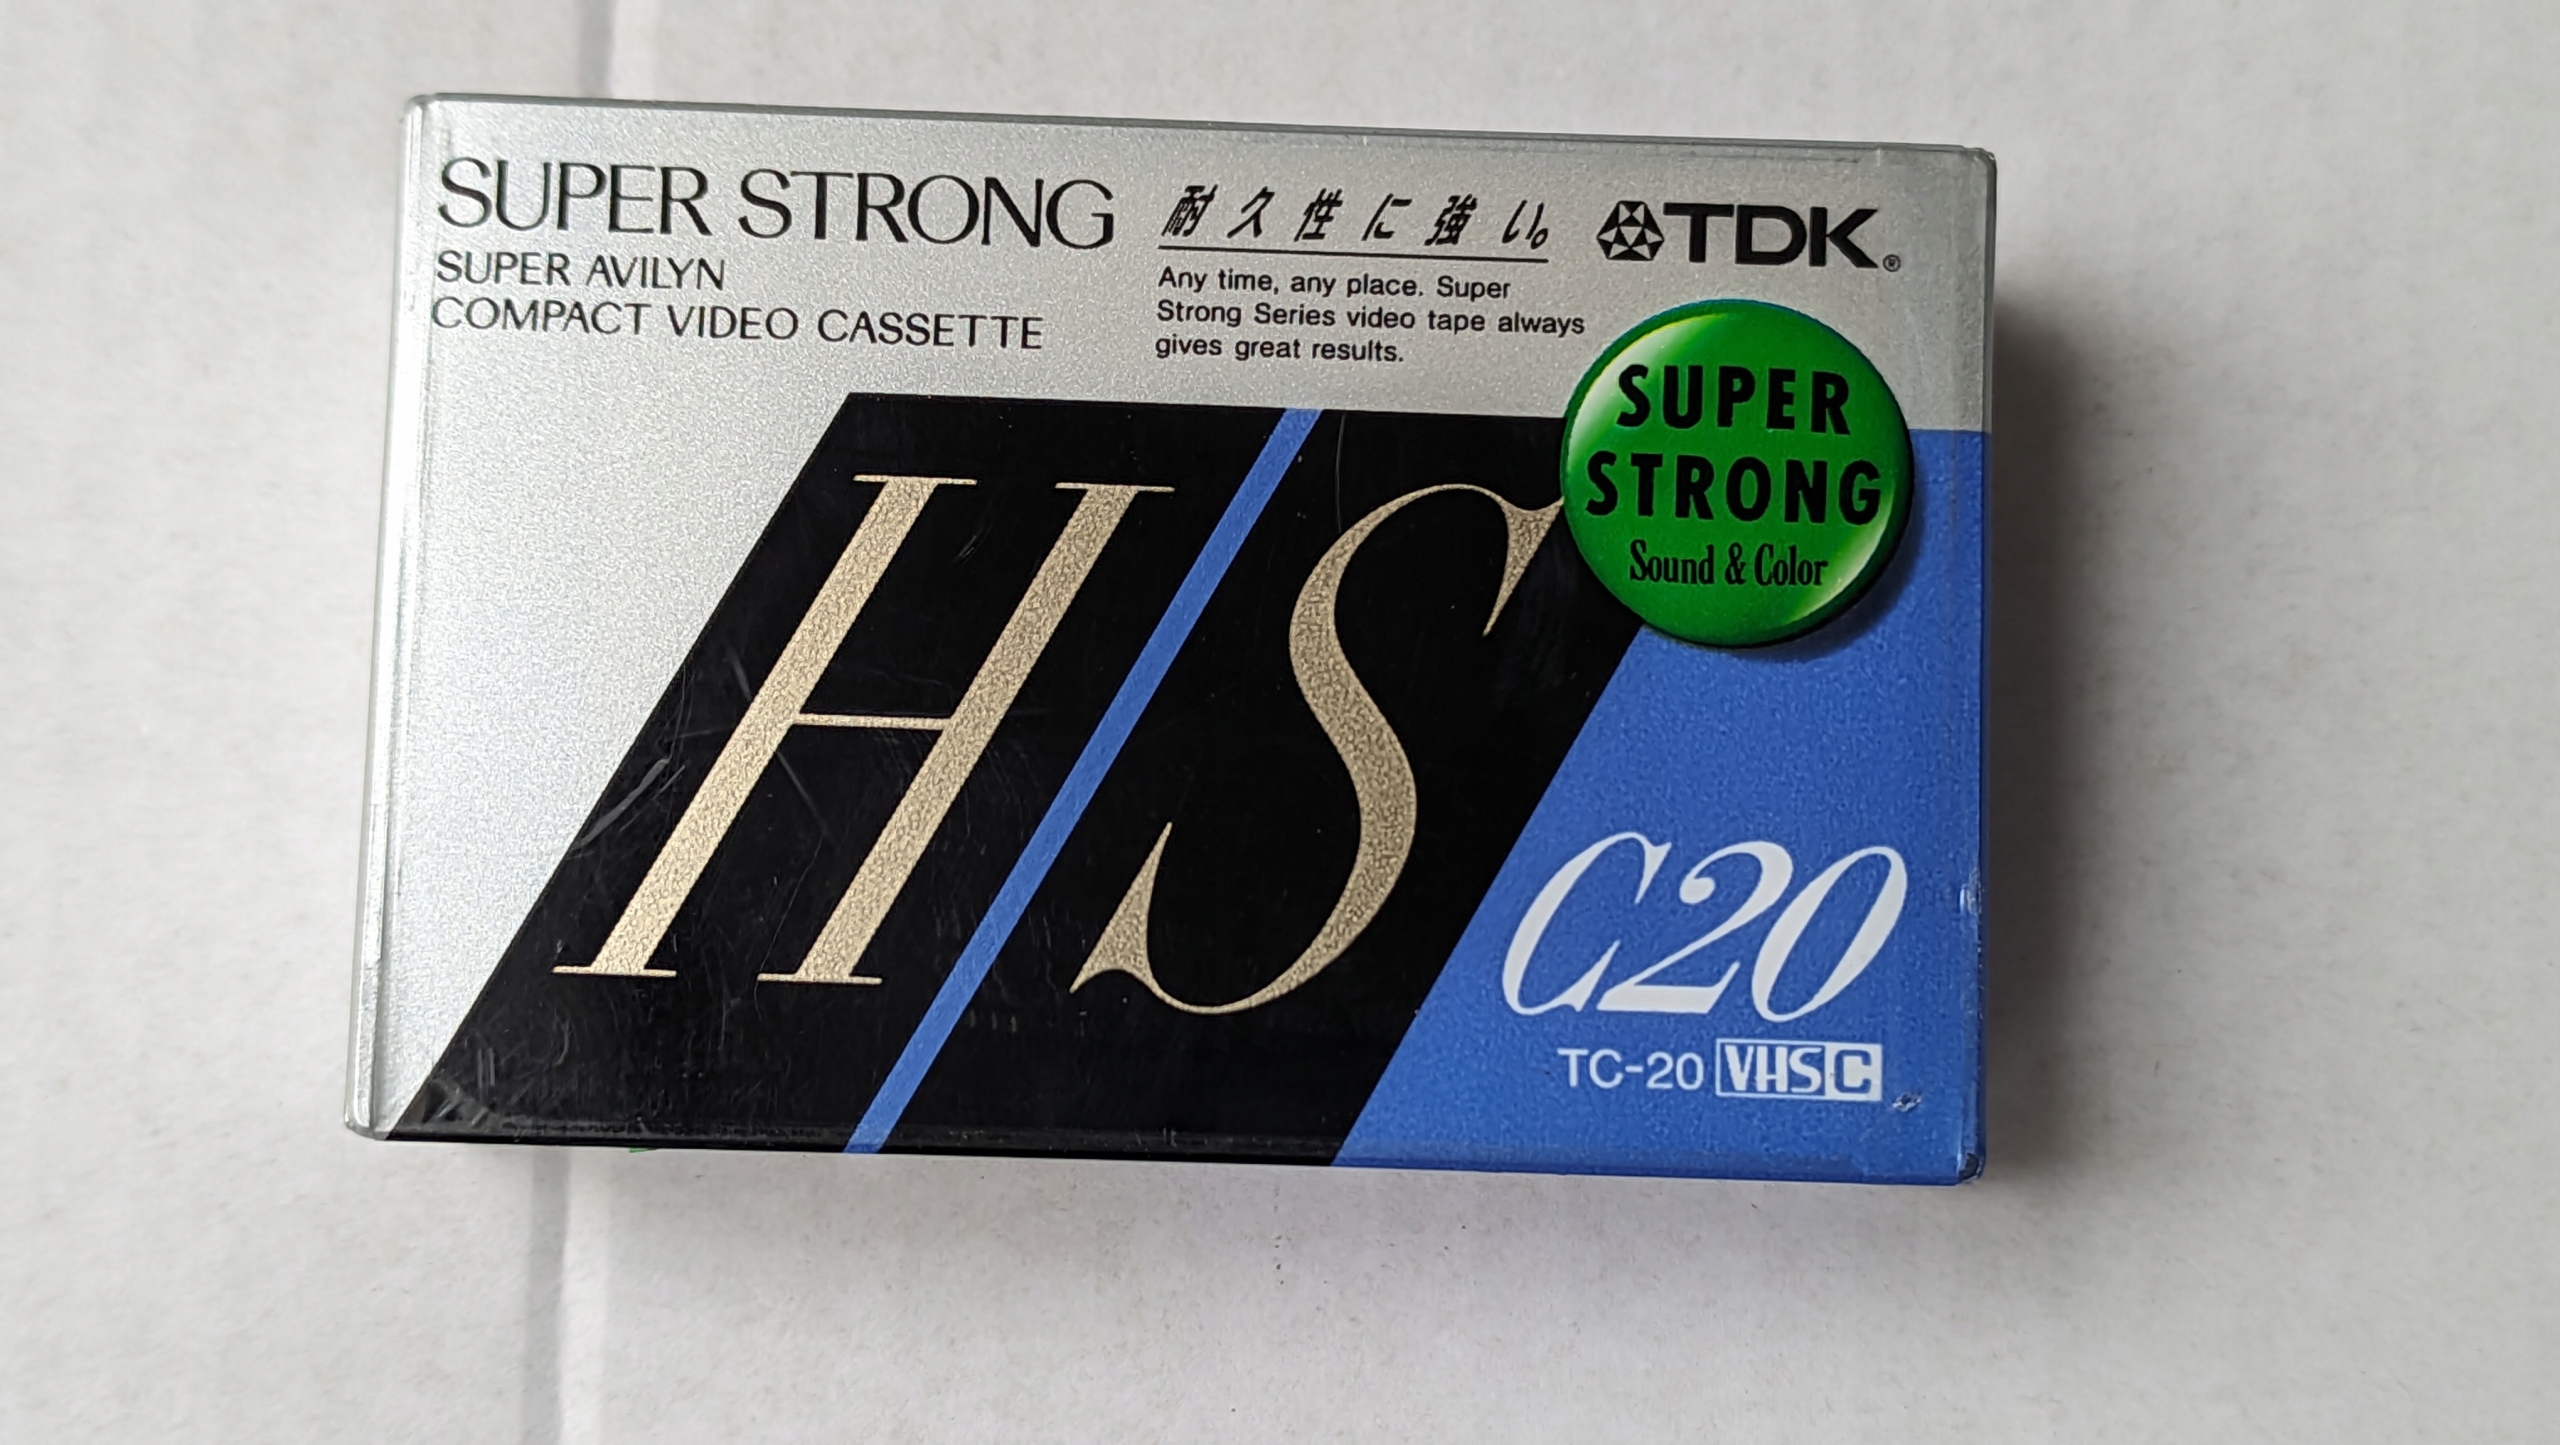 SUPER STRONG
SUPER AVILYN
COMPACT VIDEO CASSETTE
耐久性に強い。
Any time, any place. Super
Strong Series video tape always
gives great results.
TDK®
SUPER
STRONG
Sound & Color
HS
C20
TC-20 VHSC